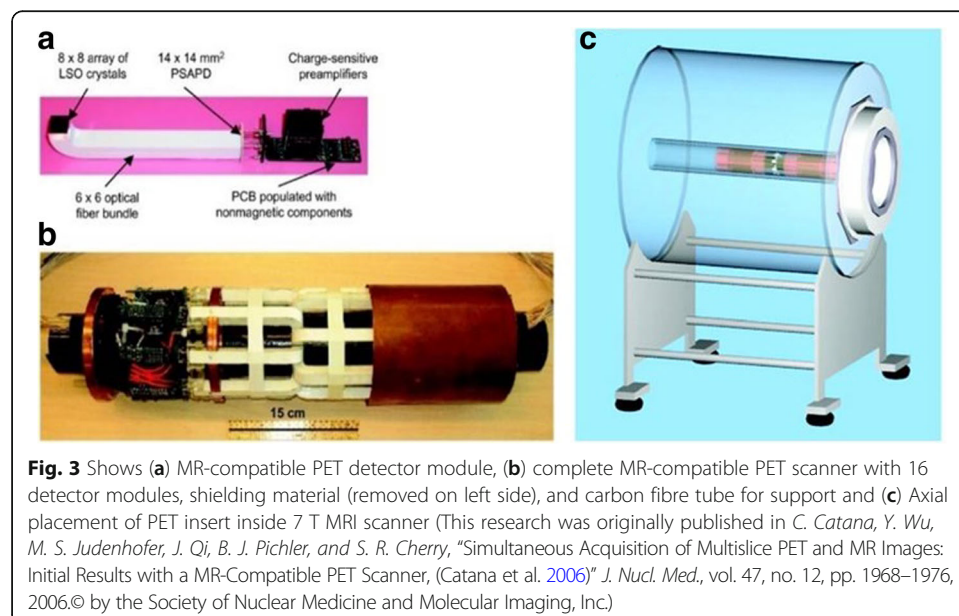 a
8 x 8 array of
LSO crystals
14 x 14 mm²
PSAPD
Charge-sensitive
preamplifiers
6 x 6 optical
fiber bundle
PCB populated with
nonmagnetic components
b
15 cm
c
Fig. 3 Shows (a) MR-compatible PET detector module, (b) complete MR-compatible PET scanner with 16
detector modules, shielding material (removed on left side), and carbon fibre tube for support and (c) Axial
placement of PET insert inside 7 T MRI scanner (This research was originally published in C. Catana, Y. Wu,
M. S. Judenhofer, J. Qi, B. J. Pichler, and S. R. Cherry, “Simultaneous Acquisition of Multislice PET and MR Images:
Initial Results with a MR-Compatible PET Scanner, (Catana et al. 2006)” J. Nucl. Med., vol. 47, no. 12, pp. 1968–1976,
2006.© by the Society of Nuclear Medicine and Molecular Imaging, Inc.)